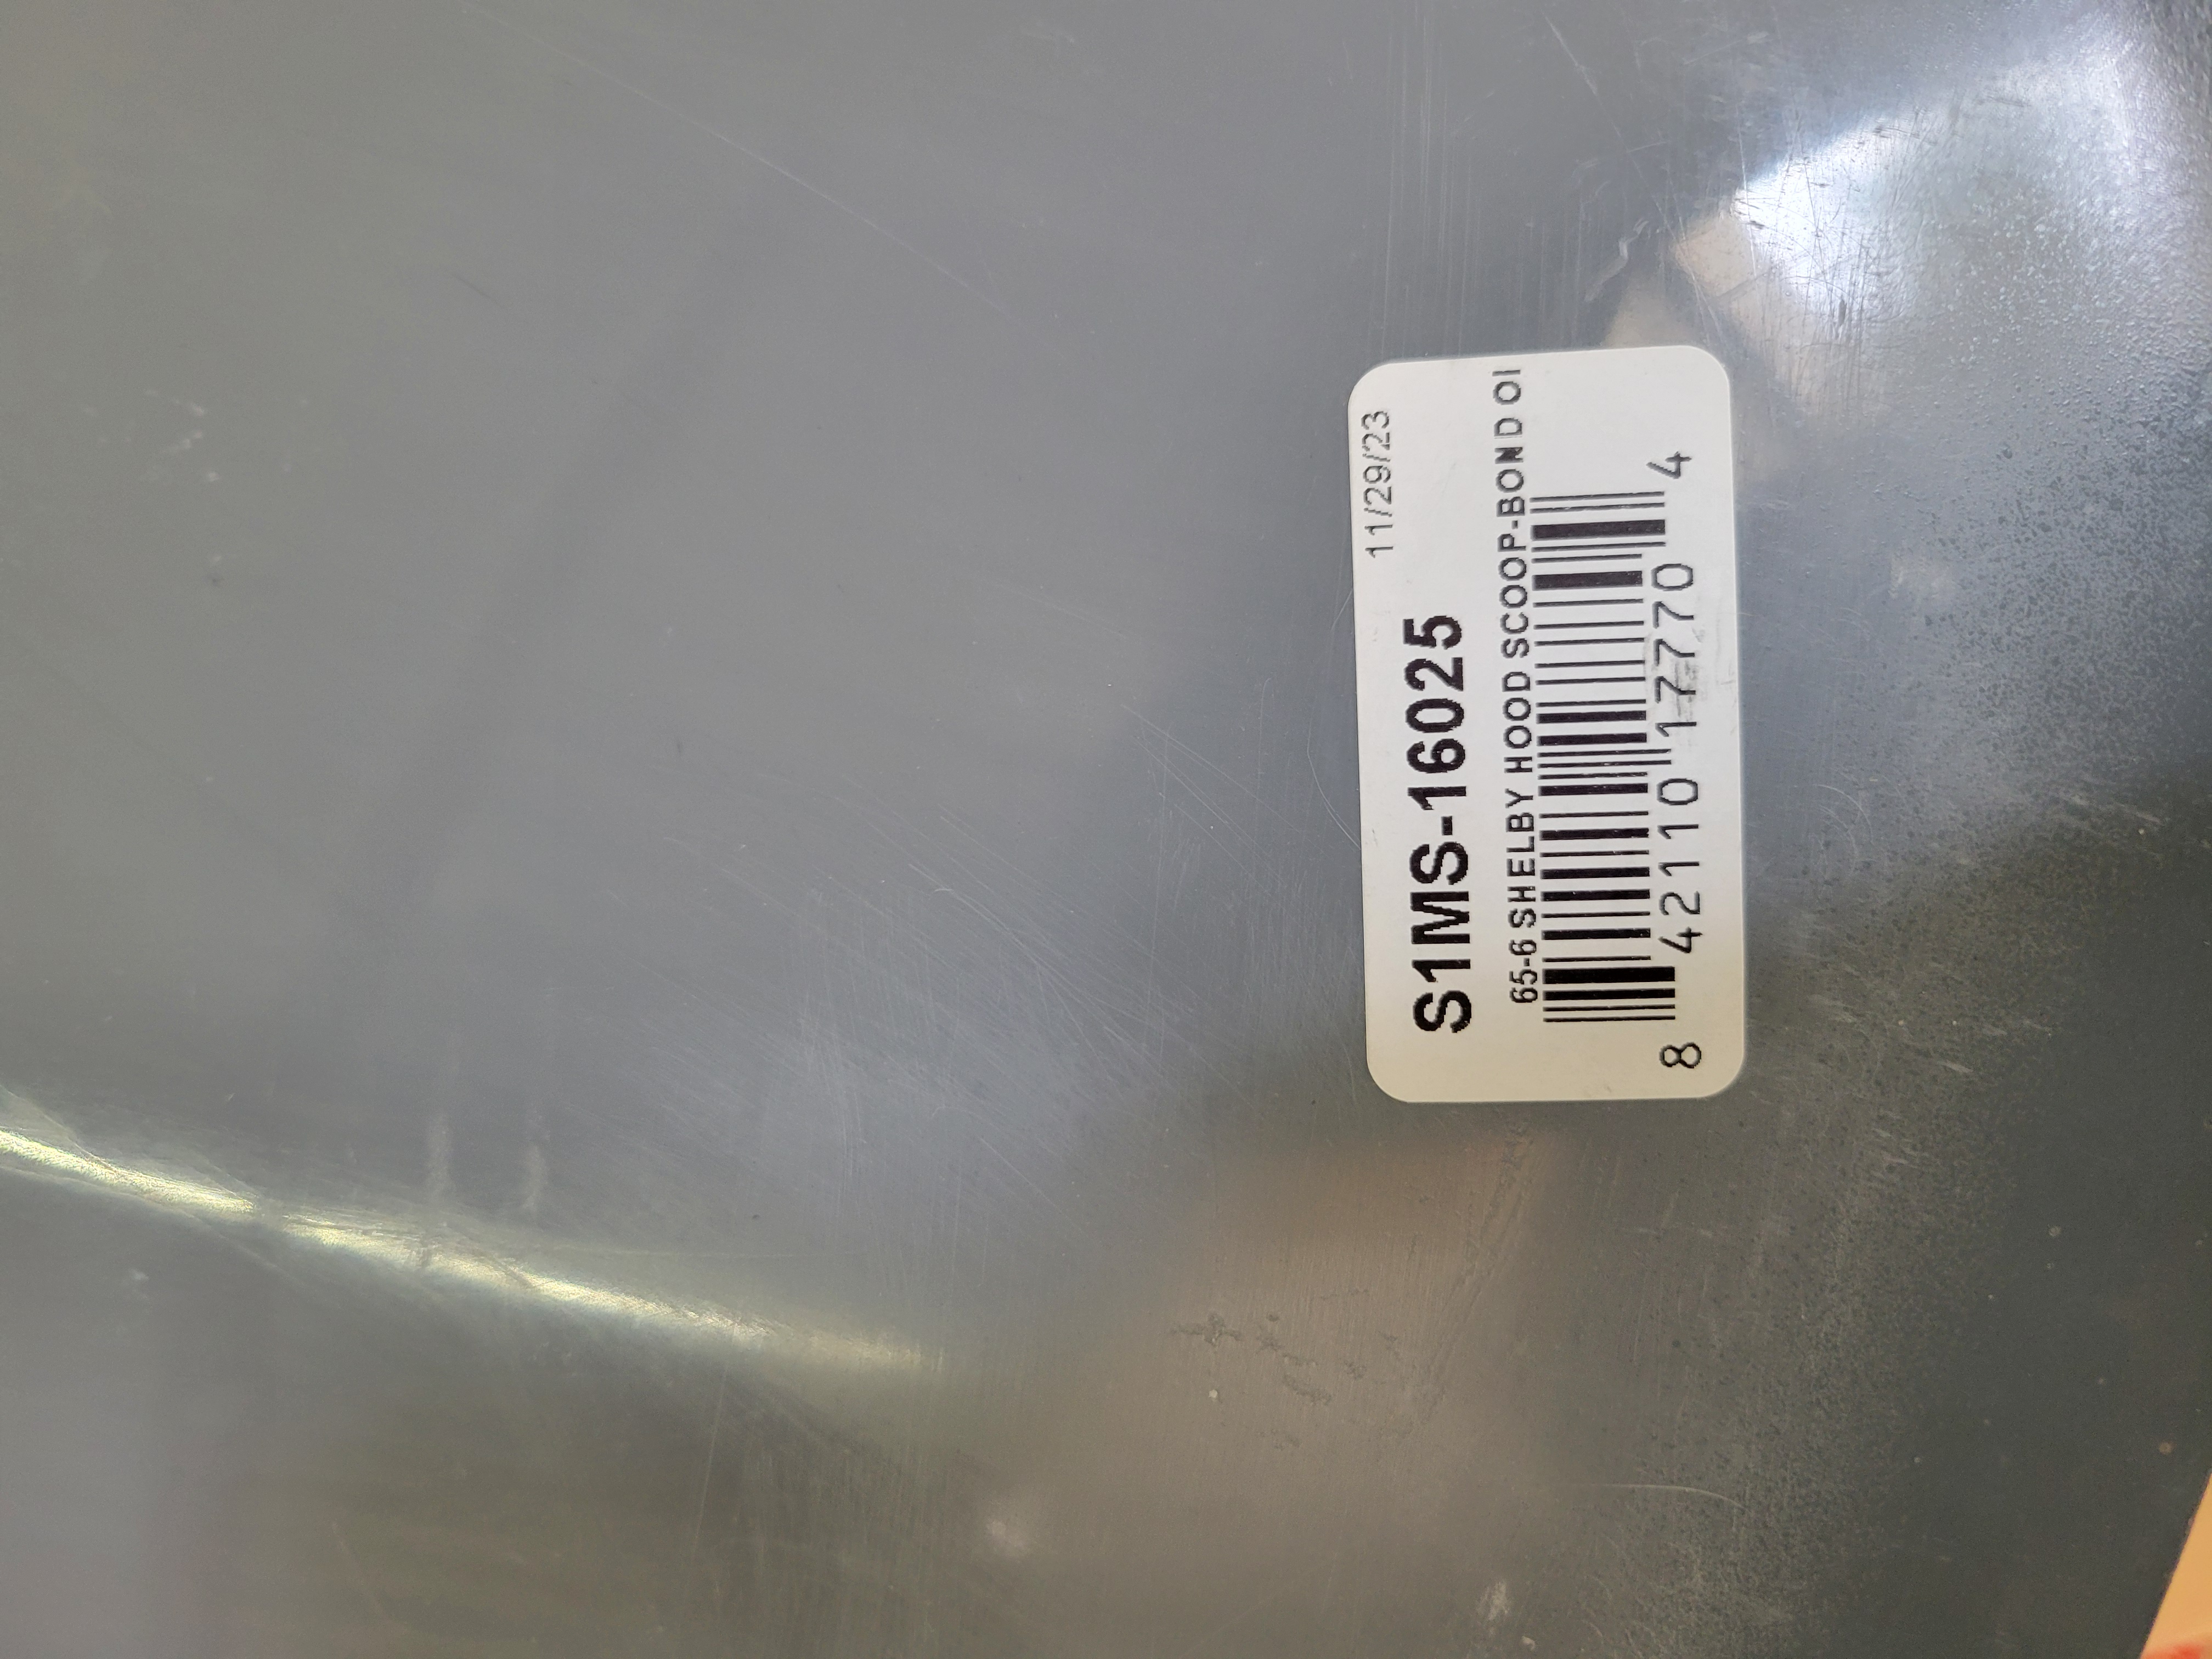 11/29/23
S1MS-16025
65-6 SHELBY HOOD SCOOP-BOND OI
8 42110 17770 4